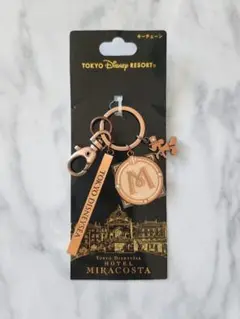 キーチェーン
TOKYO Disney RESORT
M
TOKYO DISNEYSEA
TOKYO DISNEYSEA
HOTEL
MIRACOSTA